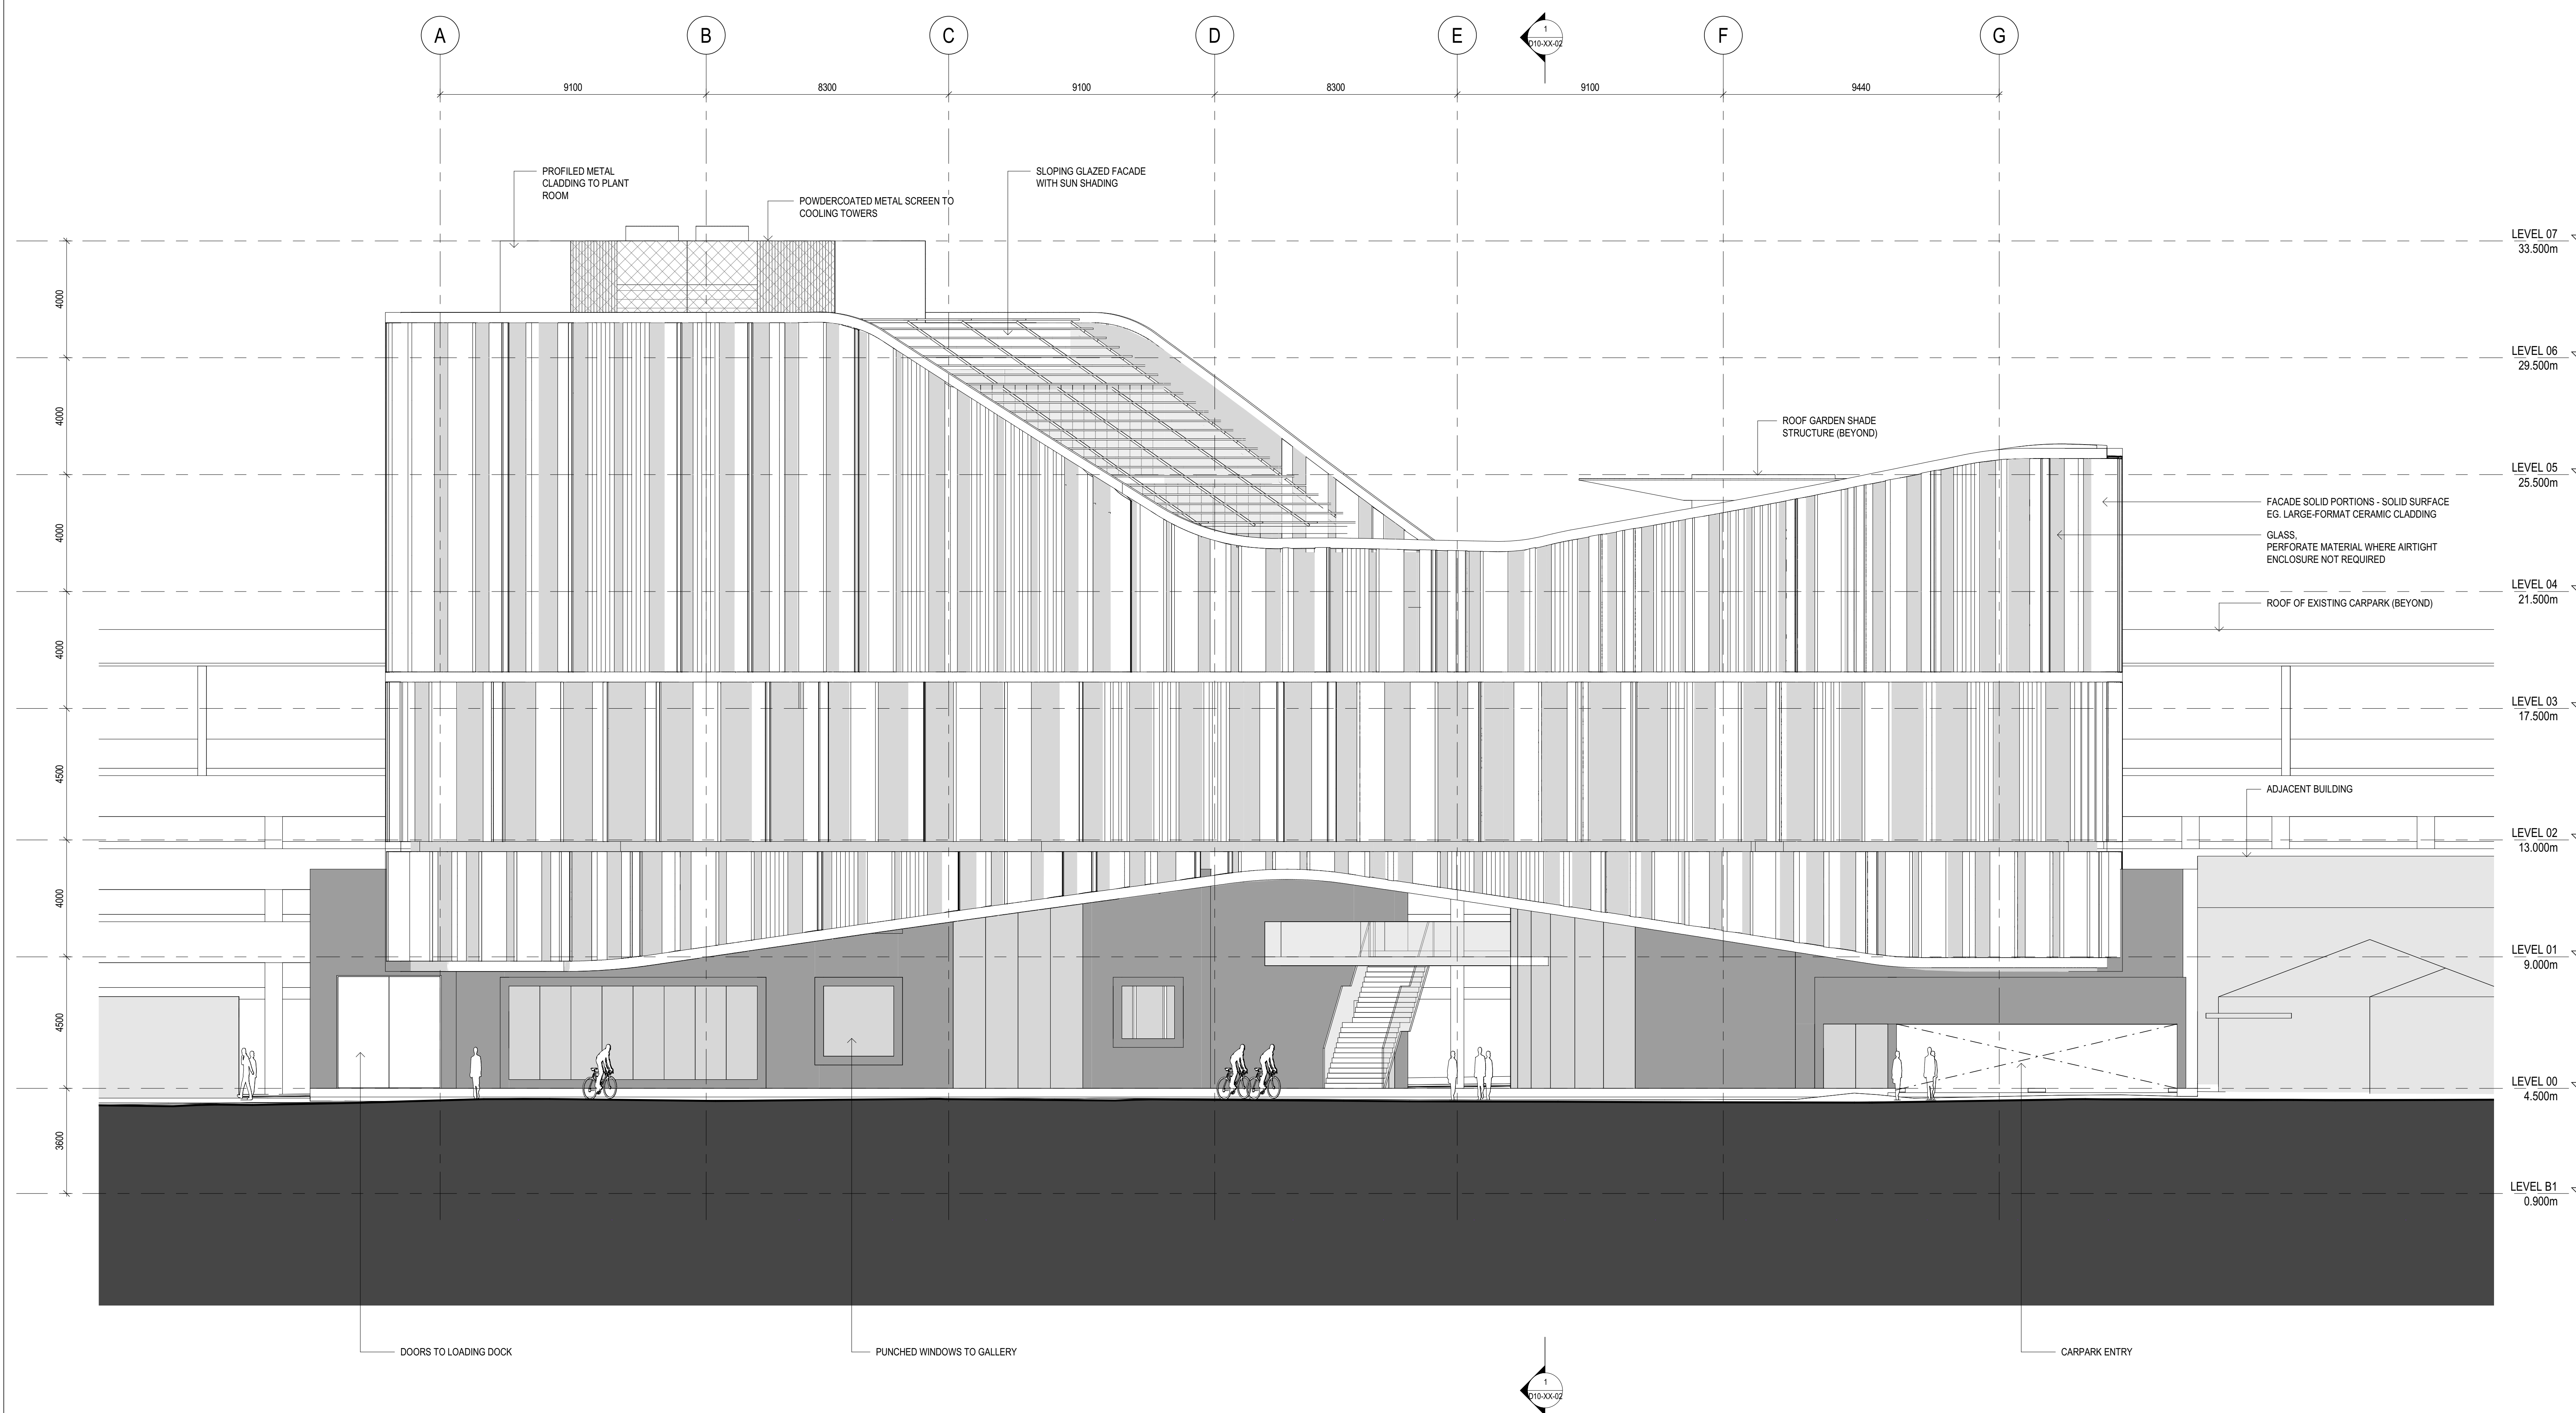 A
B
C
D
E
1
D10-XX-02
F
G
9100
8300
9100
8300
9100
9440
PROFILED METAL
CLADDING TO PLANT
ROOM
POWDERCOATED METAL SCREEN TO
COOLING TOWERS
SLOPING GLAZED FACADE
WITH SUN SHADING
LEVEL 07
33.500m
4000
LEVEL 06
29.500m
4000
ROOF GARDEN SHADE
STRUCTURE (BEYOND)
LEVEL 05
25.500m
FACADE SOLID PORTIONS - SOLID SURFACE
EG. LARGE-FORMAT CERAMIC CLADDING
4000
GLASS,
PERFORATE MATERIAL WHERE AIRTIGHT
ENCLOSURE NOT REQUIRED
LEVEL 04
21.500m
ROOF OF EXISTING CARPARK (BEYOND)
4000
LEVEL 03
17.500m
4500
ADJACENT BUILDING
LEVEL 02
13.000m
4000
LEVEL 01
9.000m
4500
LEVEL 00
4.500m
3600
LEVEL B1
0.900m
DOORS TO LOADING DOCK
PUNCHED WINDOWS TO GALLERY
CARPARK ENTRY
1
D10-XX-02